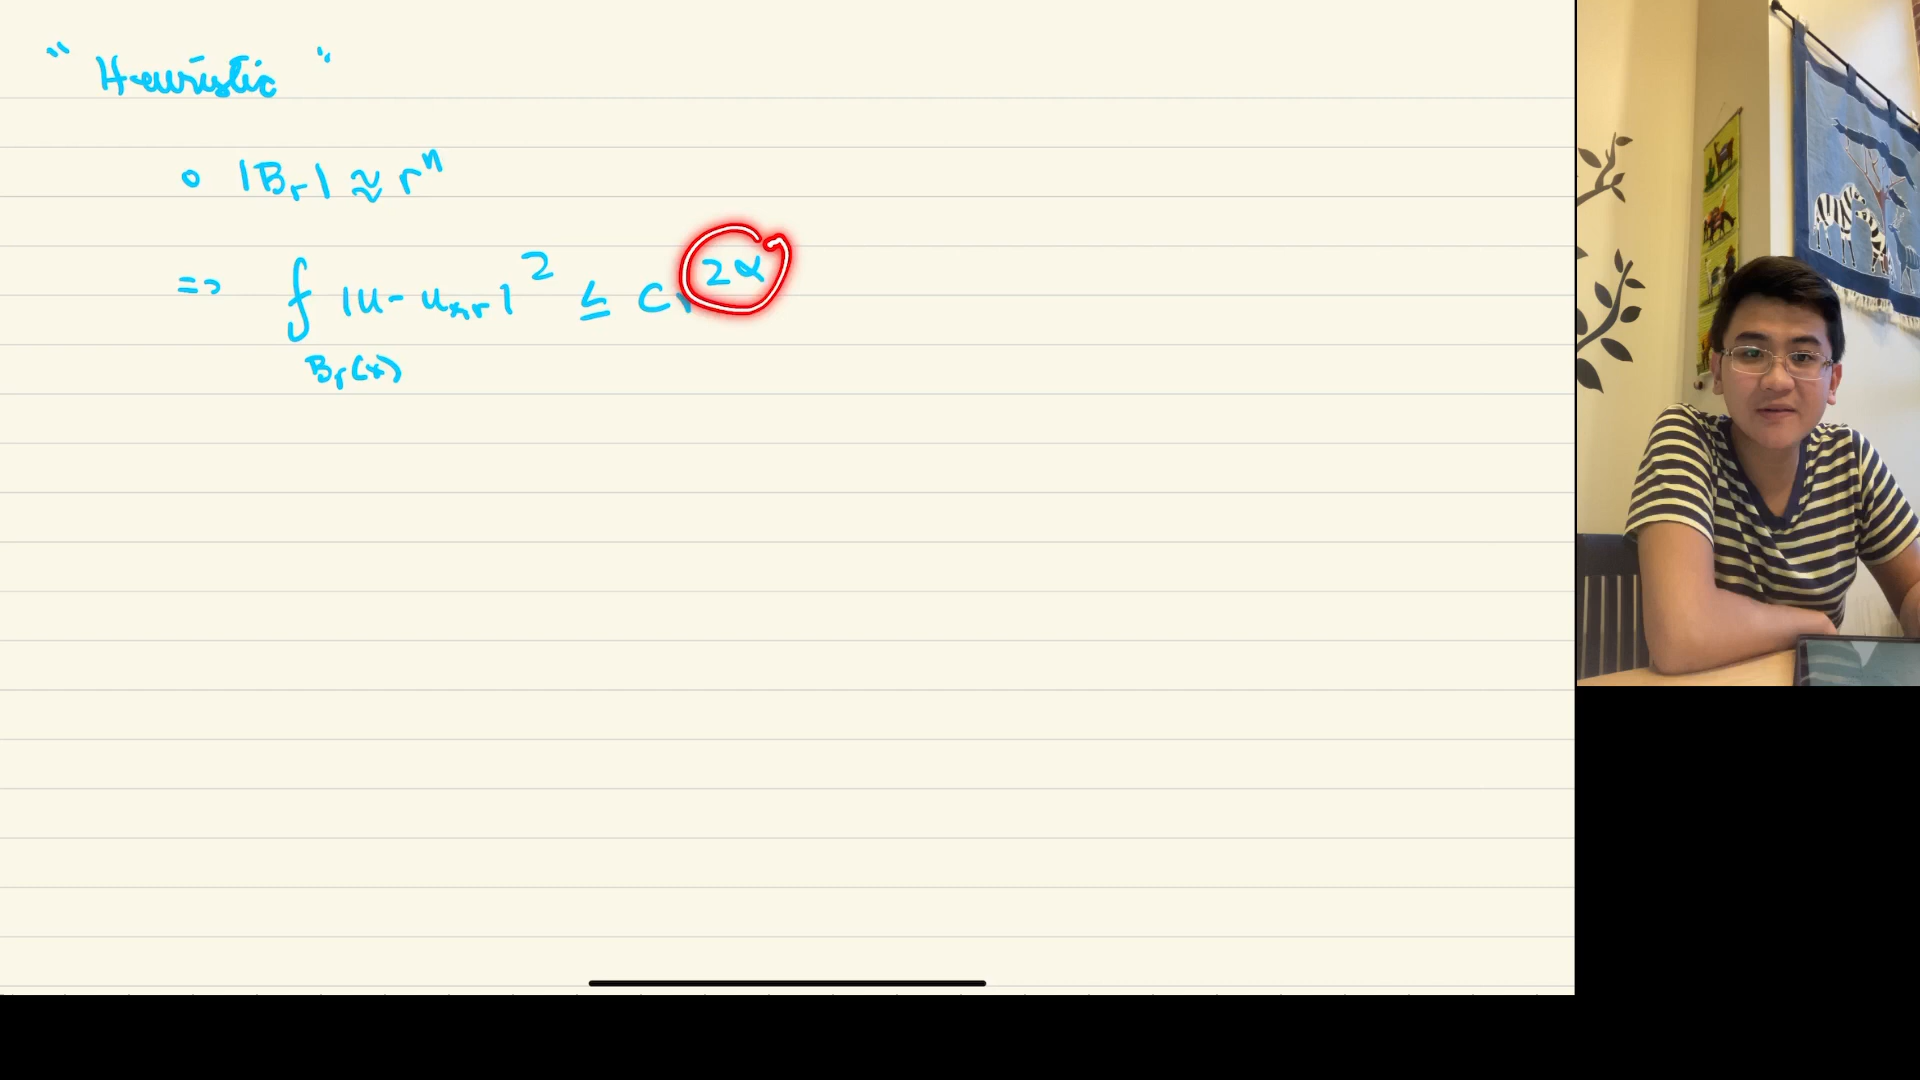 "Heuristic"
∘ |B_r| ≈ r^n
=> ⨍_{B_r(x)} |u - u_{x,r}|^2 ≤ C r^{2α}